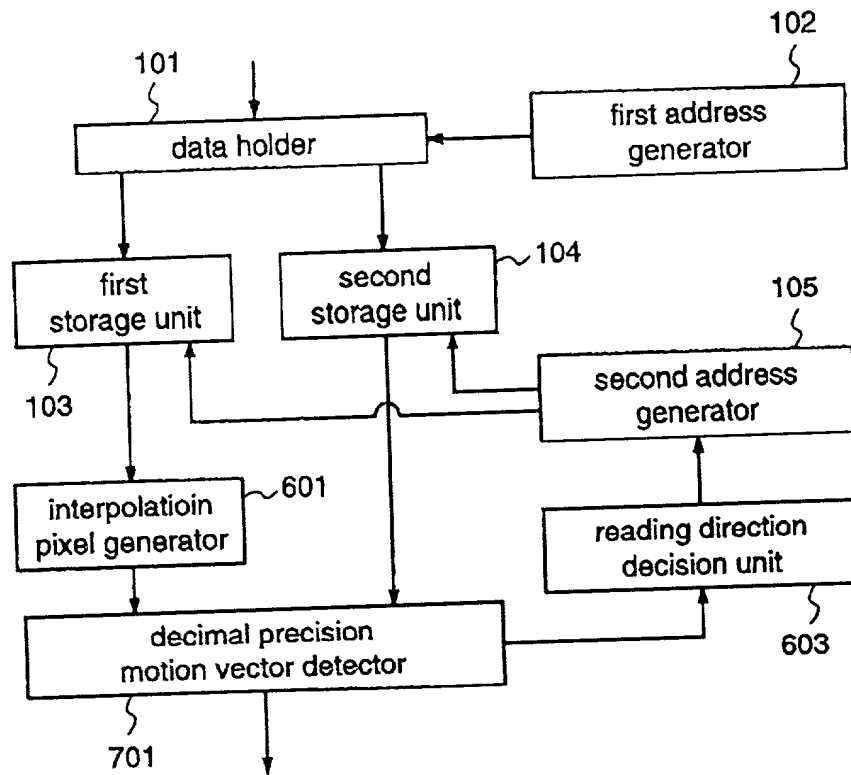 101
102
data holder
first address
generator
first
storage unit
second
storage unit
104
105
103
second address
generator
interpolatioin
pixel generator
601
reading direction
decision unit
decimal precision
motion vector detector
603
701